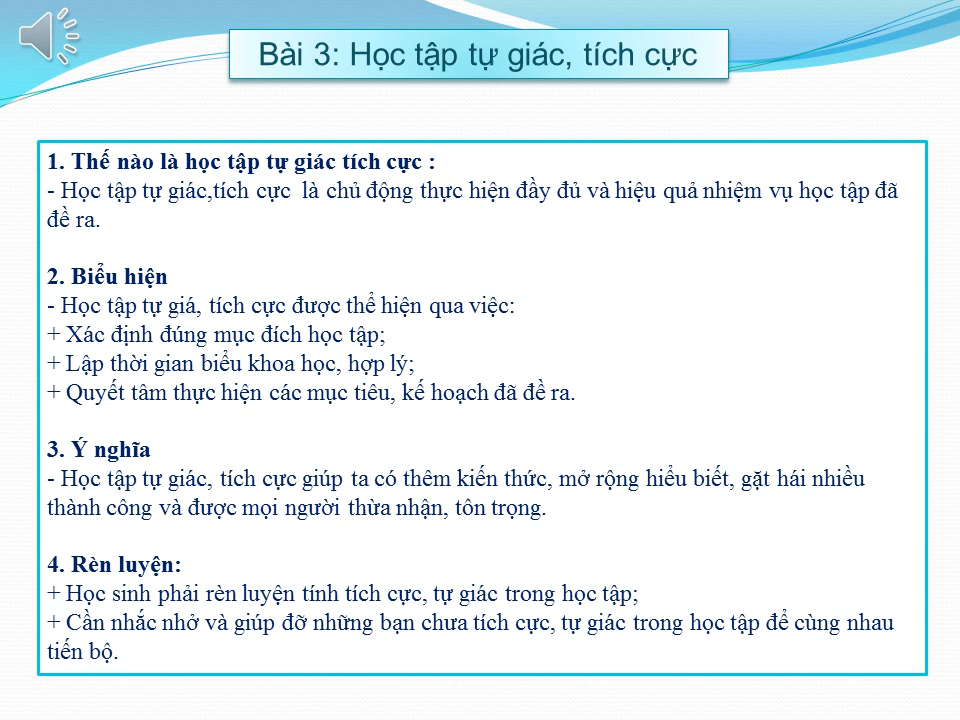 Bài 3: Học tập tự giác, tích cực
1. Thế nào là học tập tự giác tích cực :
- Học tập tự giác,tích cực  là chủ động thực hiện đầy đủ và hiệu quả nhiệm vụ học tập đã
đề ra.
2. Biểu hiện
- Học tập tự giá, tích cực được thể hiện qua việc:
+ Xác định đúng mục đích học tập;
+ Lập thời gian biểu khoa học, hợp lý;
+ Quyết tâm thực hiện các mục tiêu, kế hoạch đã đề ra.
3. Ý nghĩa
- Học tập tự giác, tích cực giúp ta có thêm kiến thức, mở rộng hiểu biết, gặt hái nhiều
thành công và được mọi người thừa nhận, tôn trọng.
4. Rèn luyện:
+ Học sinh phải rèn luyện tính tích cực, tự giác trong học tập;
+ Cần nhắc nhở và giúp đỡ những bạn chưa tích cực, tự giác trong học tập để cùng nhau
tiến bộ.